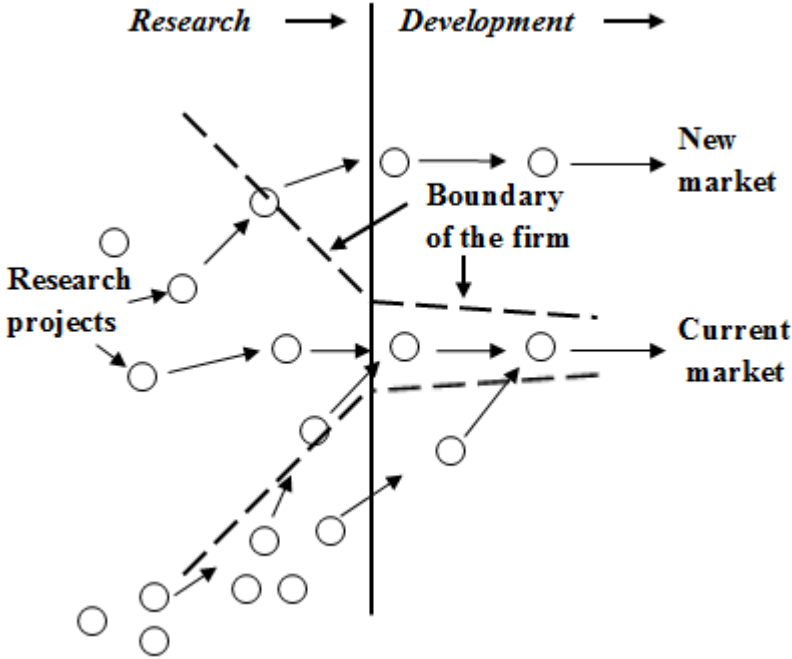 Research
Development
New
market
Boundary
of the firm
Research
projects
Current
market